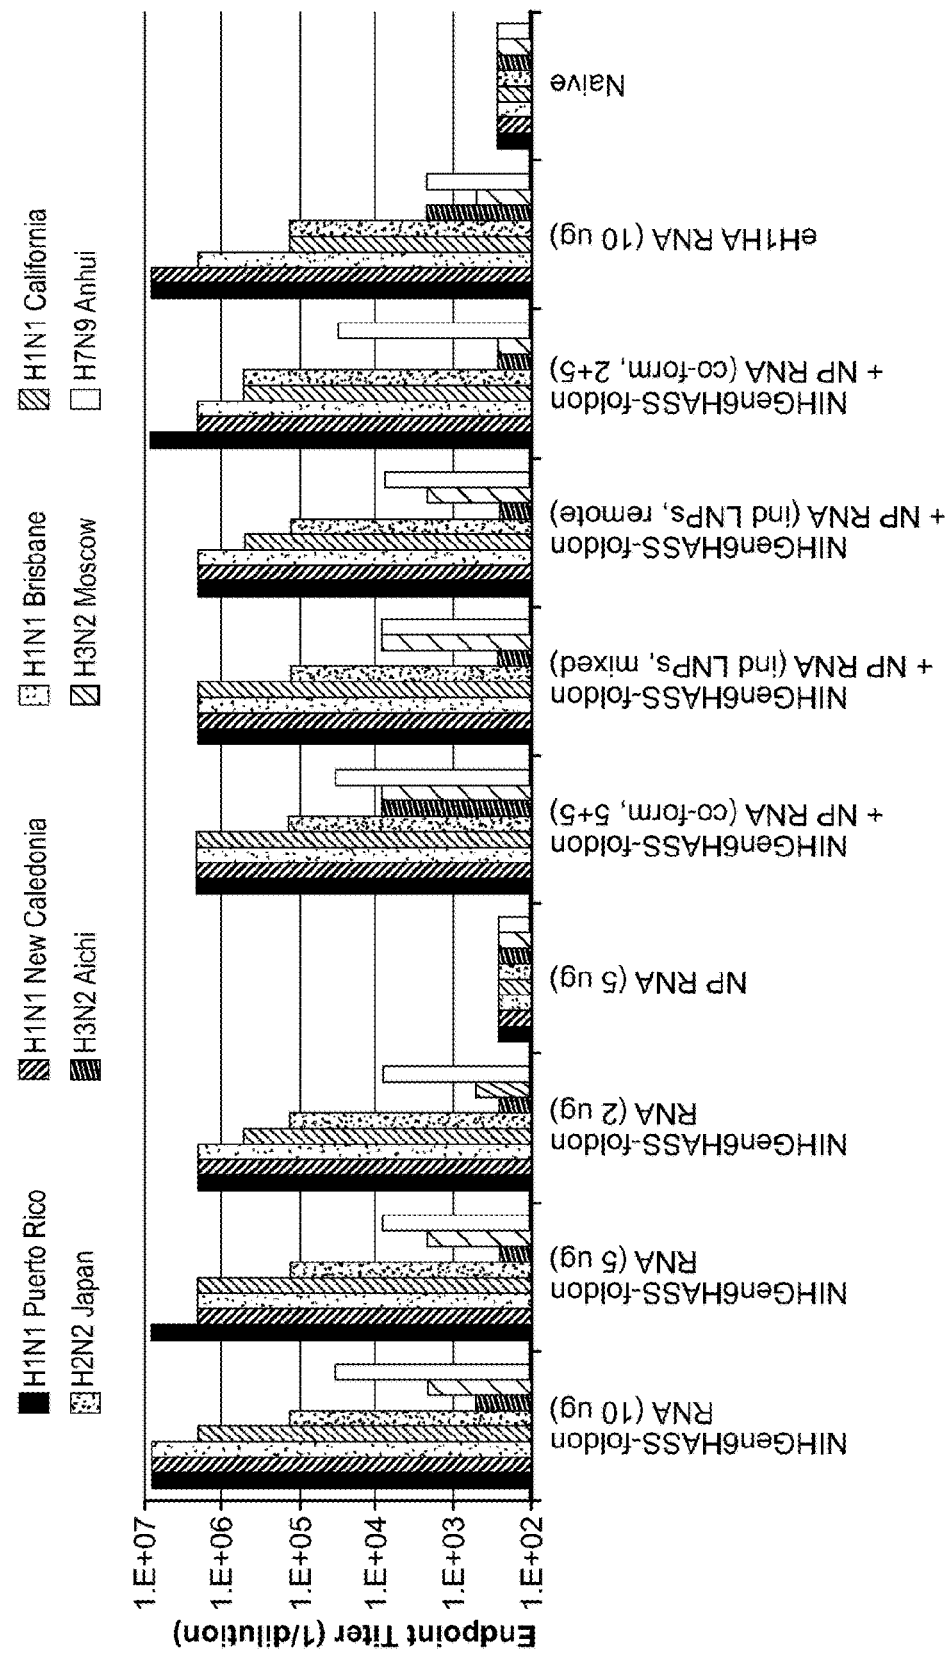 H1N1 Puerto Rico
H1N1 New Caledonia
H1N1 Brisbane
H1N1 California
H2N2 Japan
H3N2 Aichi
H3N2 Moscow
H7N9 Anhui
Endpoint Titer (1/dilution)
1.E+07
1.E+06
1.E+05
1.E+04
1.E+03
1.E+02
NIHGen6HASS-foldon
RNA (10 ug)
NIHGen6HASS-foldon
RNA (5 ug)
NIHGen6HASS-foldon
RNA (2 ug)
NP RNA (5 ug)
NIHGen6HASS-foldon
+ NP RNA (co-form, 5+5)
NIHGen6HASS-foldon
+ NP RNA (ind LNPs, mixed)
NIHGen6HASS-foldon
+ NP RNA (ind LNPs, remote)
NIHGen6HASS-foldon
+ NP RNA (co-form, 2+5)
eH1HA RNA (10 ug)
Naive